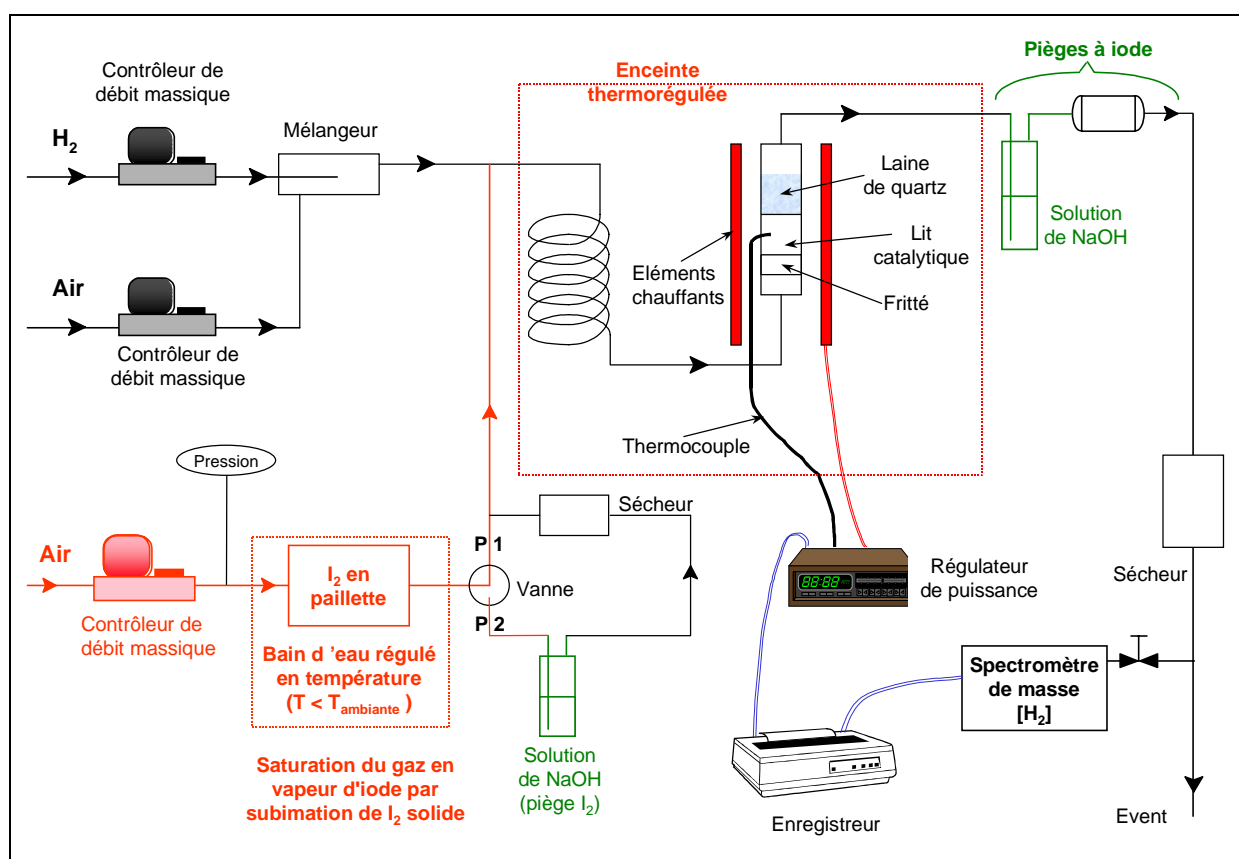 Contrôleur de
débit massique
H2
Mélangeur
Air
Contrôleur de
débit massique
Enceinte
thermorégulée
Pièges à iode
Laine
de quartz
Lit
catalytique
Eléments
chauffants
Fritté
Solution
de NaOH
Thermocouple
Pression
Air
Contrôleur de
débit massique
I2 en
paillette
Bain d 'eau régulé
en température
(T < Tambiante )
Saturation du gaz en
vapeur d'iode par
subimation de I2 solide
P 1
Vanne
P 2
Sécheur
Solution
de NaOH
(piège I2)
88:88
Régulateur
de puissance
Sécheur
Spectromètre
de masse
[H2]
Enregistreur
Event